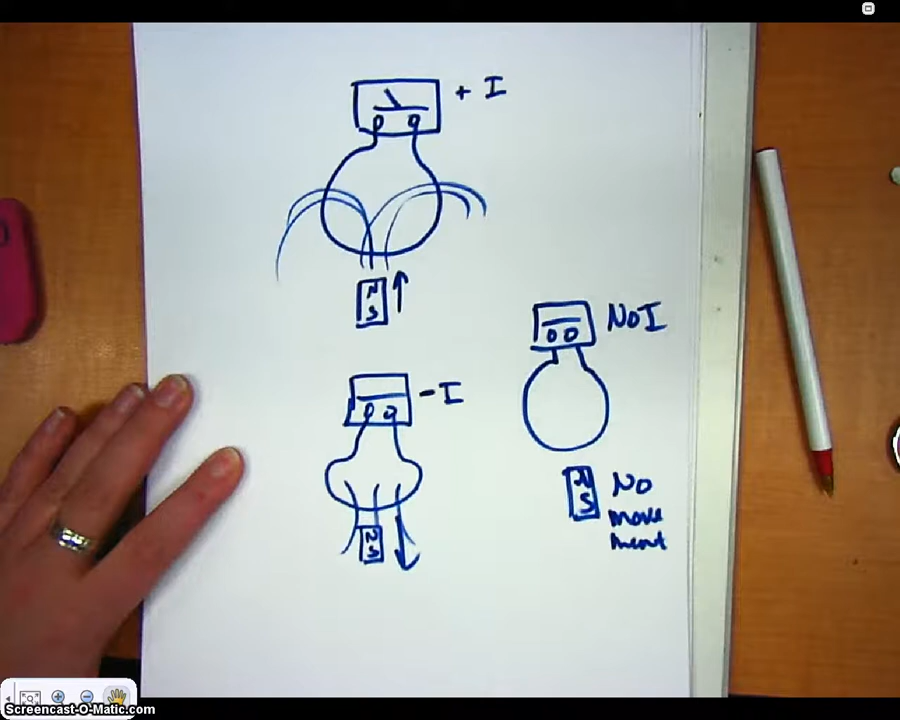 + I
N
S
No I
- I
N
S
N
S
No
move
ment
Screencast-O-Matic.com